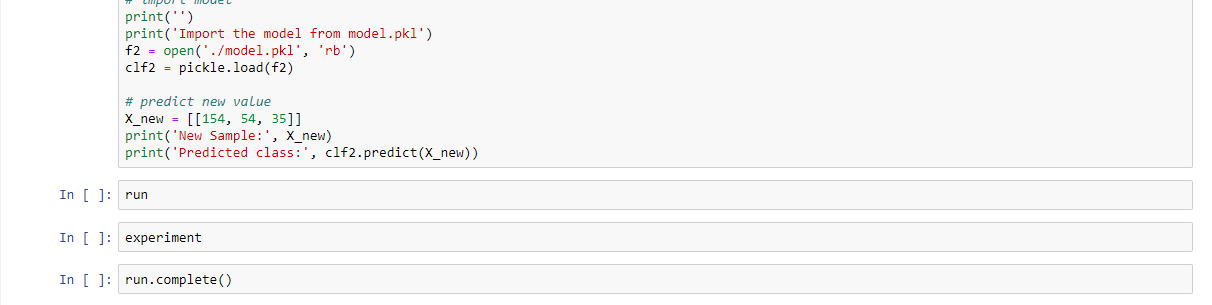 # import model
print('')
print('Import the model from model.pkl')
f2 = open('./model.pkl', 'rb')
clf2 = pickle.load(f2)
# predict new value
X_new = [[154, 54, 35]]
print('New Sample:', X_new)
print('Predicted class:', clf2.predict(X_new))
In [ ]: run
In [ ]: experiment
In [ ]: run.complete()